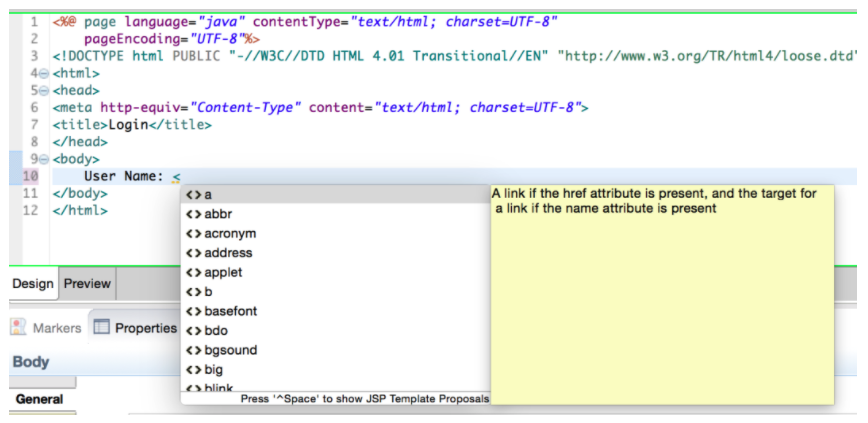 1 <%@ page language="java" contentType="text/html; charset=UTF-8"
2 pageEncoding="UTF-8"%>
3 <!DOCTYPE html PUBLIC "-//W3C//DTD HTML 4.01 Transitional//EN" "http://www.w3.org/TR/html4/loose.dtd"
4 <html>
5 <head>
6 <meta http-equiv="Content-Type" content="text/html; charset=UTF-8">
7 <title>Login</title>
8 </head>
9 <body>
10 User Name: <
11 </body>
12 </html>
<> a
<> abbr
<> acronym
<> address
<> applet
<> b
<> basefont
<> bdo
<> bgsound
<> big
<> blink
Press '^Space' to show JSP Template Proposals
A link if the href attribute is present, and the target for
a link if the name attribute is present
Design Preview
Markers Properties
Body
General